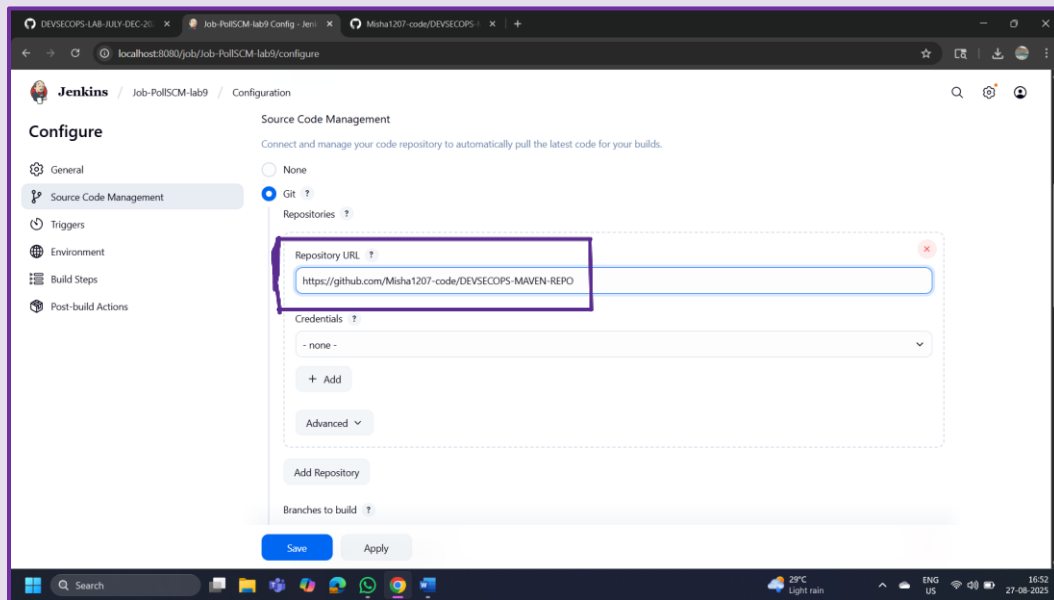 DEVSECOPS-LAB-JULY-DEC-20
Job-PollSCM-lab9 Config - Jen
Misha1207-code/DEVSECOPS-
localhost:8080/job/Job-PollSCM-lab9/configure
Jenkins / Job-PollSCM-lab9 / Configuration
Configure
General
Source Code Management
Triggers
Environment
Build Steps
Post-build Actions
Source Code Management
Connect and manage your code repository to automatically pull the latest code for your builds.
None
Git ?
Repositories ?
Repository URL ?
https://github.com/Misha1207-code/DEVSECOPS-MAVEN-REPO
Credentials ?
- none -
+ Add
Advanced
Add Repository
Branches to build ?
Save
Apply
Search
29°C
Light rain
ENG
US
16:52
27-08-2025